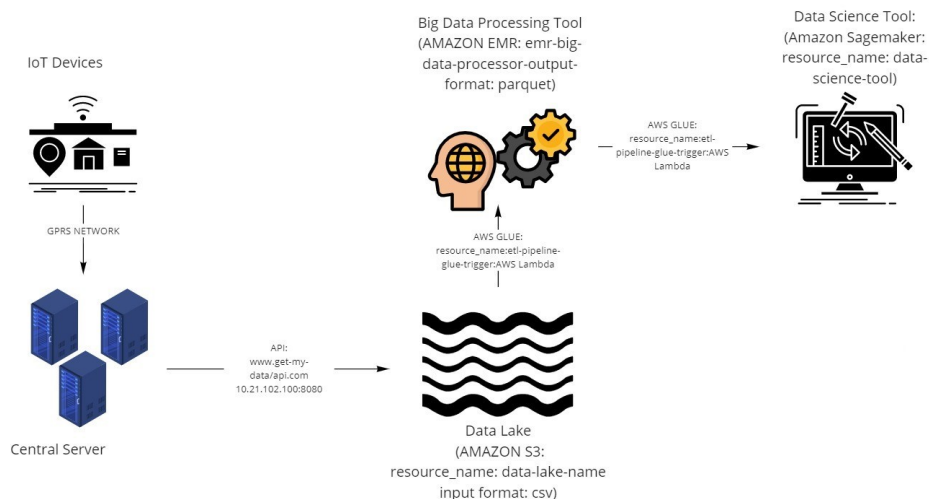 IoT Devices
GPRS NETWORK
Central Server
API:
www.get-my-
data/api.com
10.21.102.100:8080
Data Lake
(AMAZON S3:
resource_name: data-lake-name
input format: csv)
AWS GLUE:
resource_name:etl-pipeline-
glue-trigger:AWS Lambda
Big Data Processing Tool
(AMAZON EMR: emr-big-
data-processor-output-
format: parquet)
AWS GLUE:
resource_name:etl-
pipeline-glue-trigger:AWS
Lambda
Data Science Tool:
(Amazon Sagemaker:
resource_name: data-
science-tool)